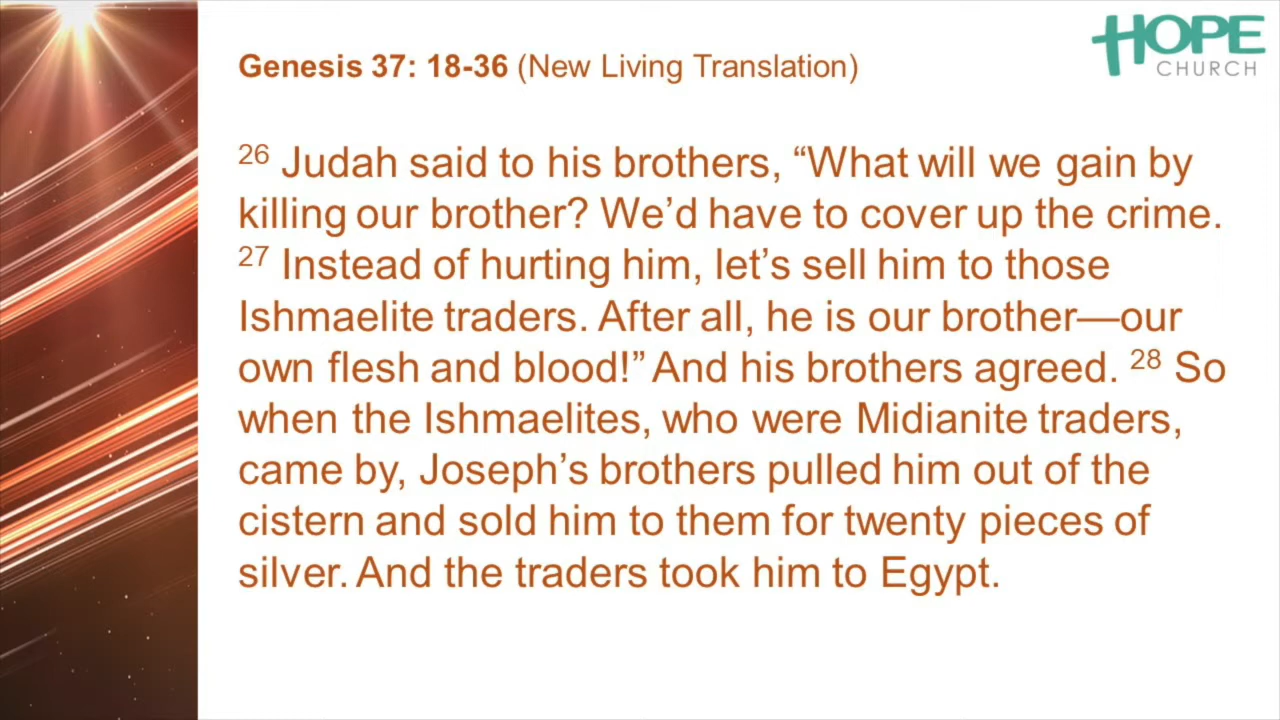 HOPE
CHURCH
Genesis 37: 18-36 (New Living Translation)
26 Judah said to his brothers, “What will we gain by
killing our brother? We’d have to cover up the crime.
27 Instead of hurting him, let’s sell him to those
Ishmaelite traders. After all, he is our brother—our
own flesh and blood!” And his brothers agreed. 28 So
when the Ishmaelites, who were Midianite traders,
came by, Joseph’s brothers pulled him out of the
cistern and sold him to them for twenty pieces of
silver. And the traders took him to Egypt.